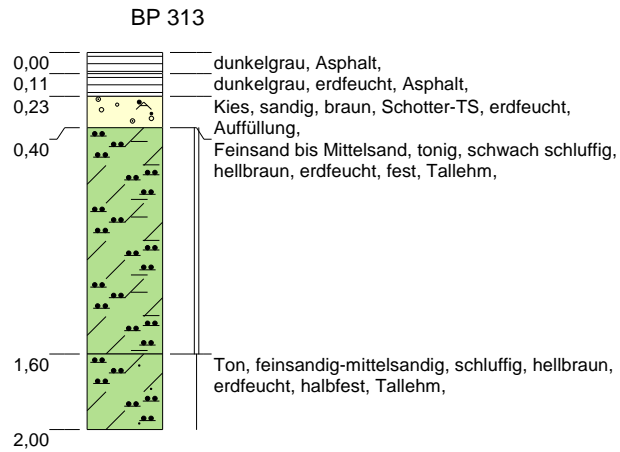 BP 313
0,00 dunkelgrau, Asphalt,
0,11 dunkelgrau, erdfeucht, Asphalt,
0,23 Kies, sandig, braun, Schotter-TS, erdfeucht,
Auffüllung,
0,40 Feinsand bis Mittelsand, tonig, schwach schluffig,
hellbraun, erdfeucht, fest, Tallehm,
1,60 Ton, feinsandig-mittelsandig, schluffig, hellbraun,
erdfeucht, halbfest, Tallehm,
2,00